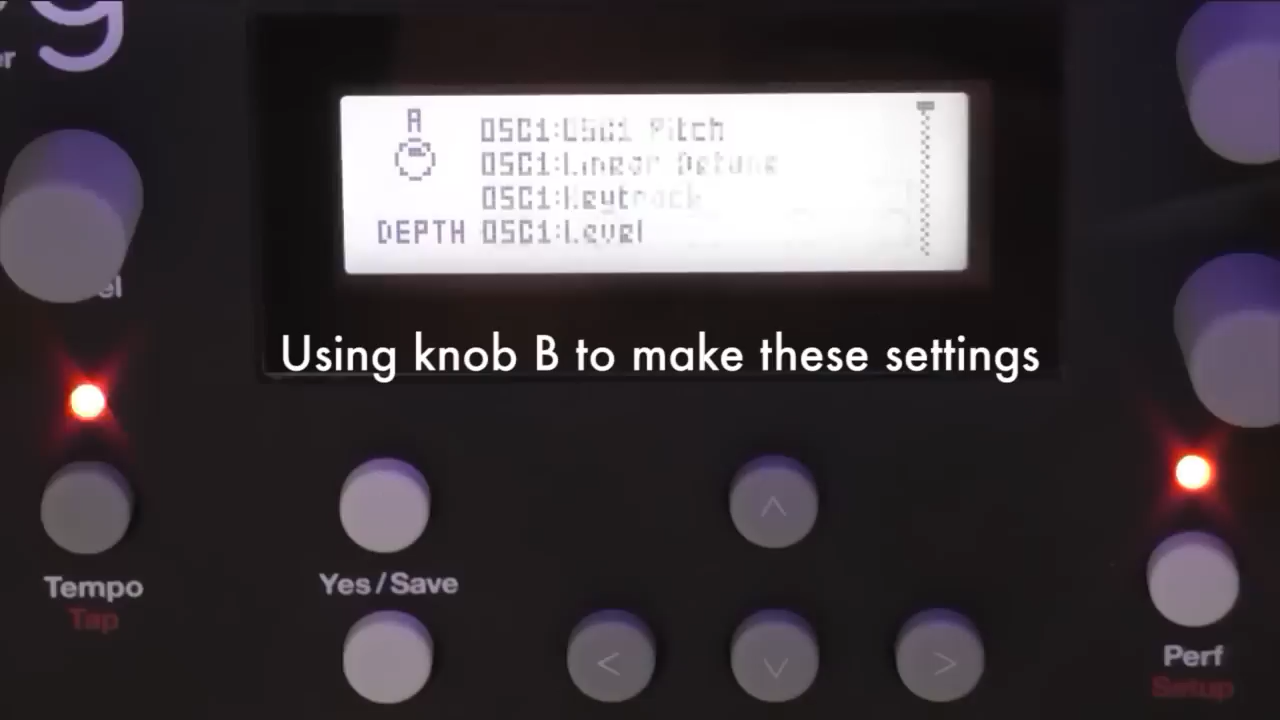 A
OSC1:OSC1 Pitch
OSC1:Linear Detune
OSC1:Keytrack
DEPTH OSC1:Level
Using knob B to make these settings
Tempo
Tap
Yes/Save
Perf
Setup